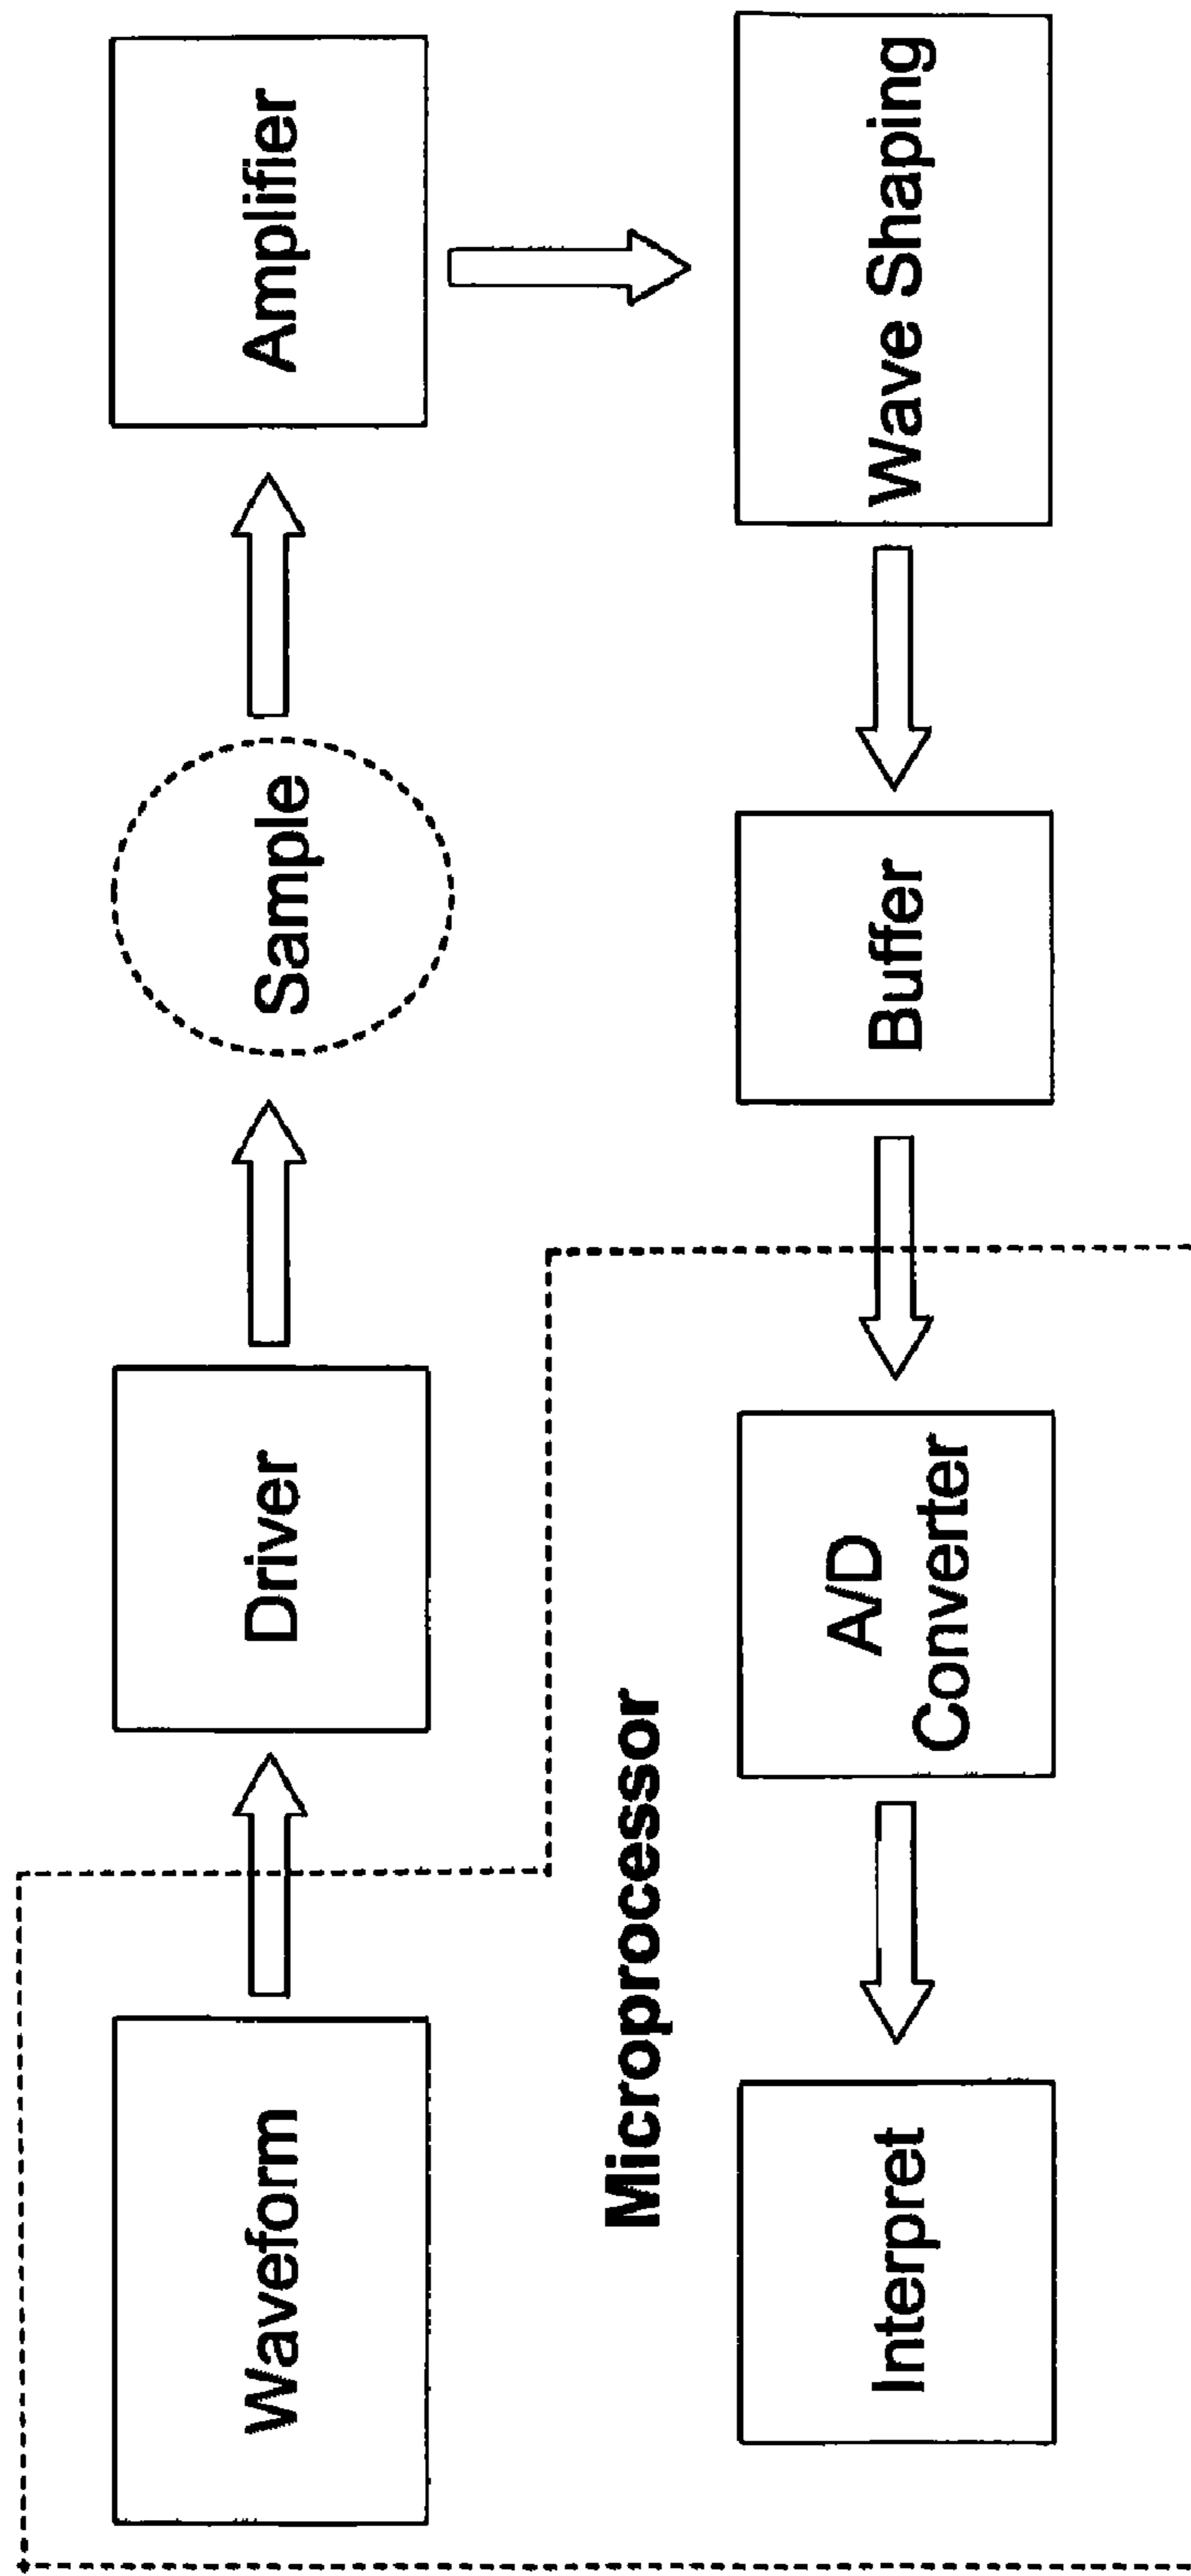 Waveform
Driver
Sample
Amplifier
Microprocessor
Interpret
A/D
Converter
Buffer
Wave Shaping